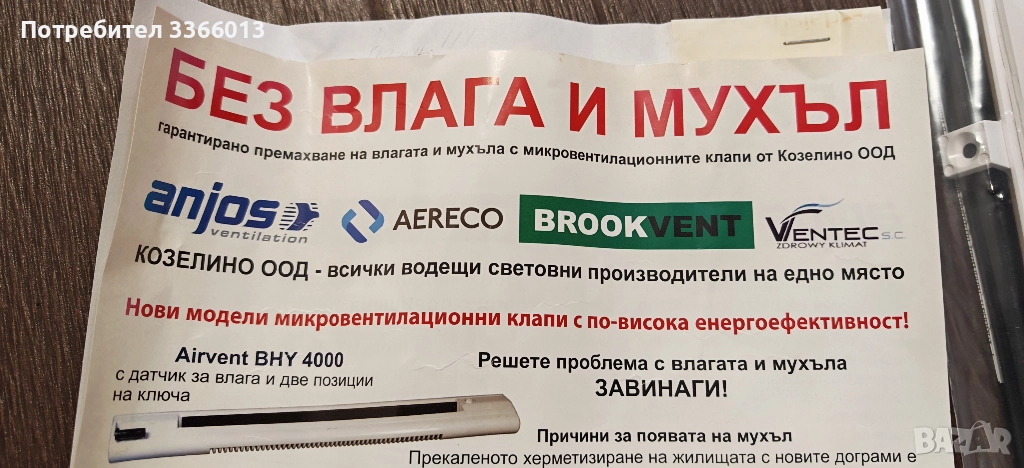 Потребител 3366013
БЕЗ ВЛАГА И МУХЪЛ
гарантирано премахване на влагата и мухъла с микровентилационните клапи от Козелино ООД
anjos
ventilation
AERECO
BROOKVENT
VENTEC S.C.
ZDROWY KLIMAT
КОЗЕЛИНО ООД - всички водещи световни производители на едно място
Нови модели микровентилационни клапи с по-висока енергоефективност!
Airvent BHY 4000
с датчик за влага и две позиции
на ключа
Решете проблема с влагата и мухъла
ЗАВИНАГИ!
Причини за появата на мухъл
Прекаленото херметизиране на жилищата с новите дограми е
BAZAR